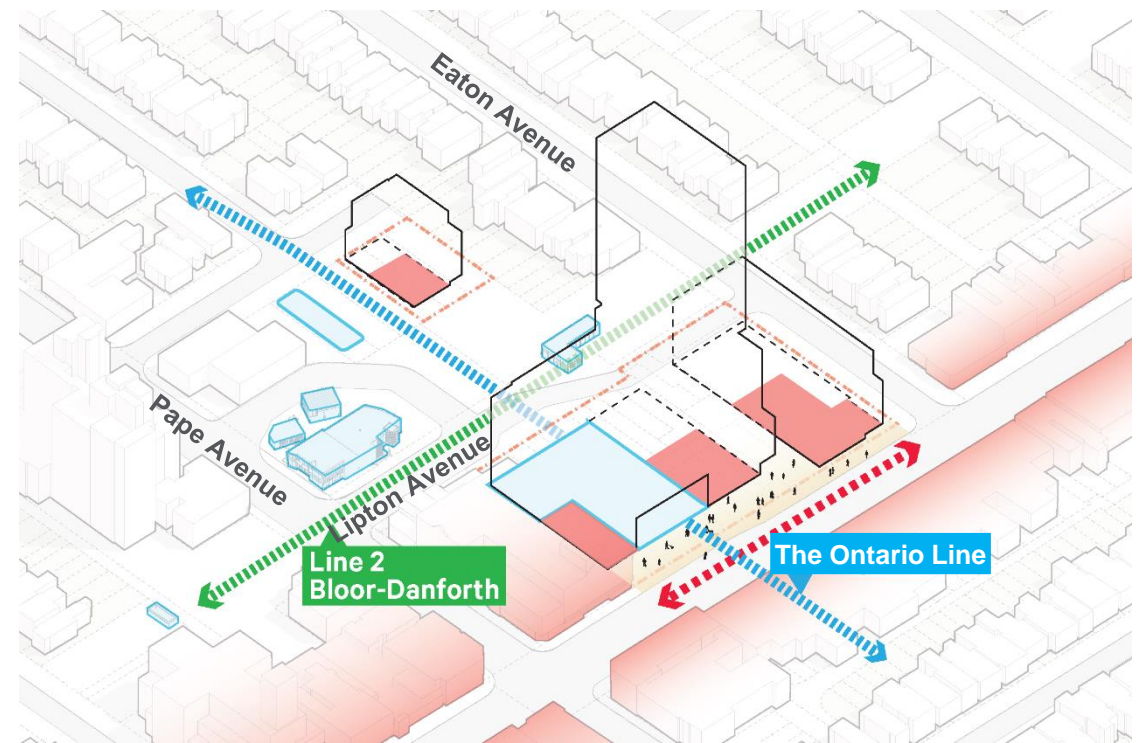 Eaton Avenue
Pape Avenue
Lipton Avenue
Line 2
Bloor-Danforth
The Ontario Line